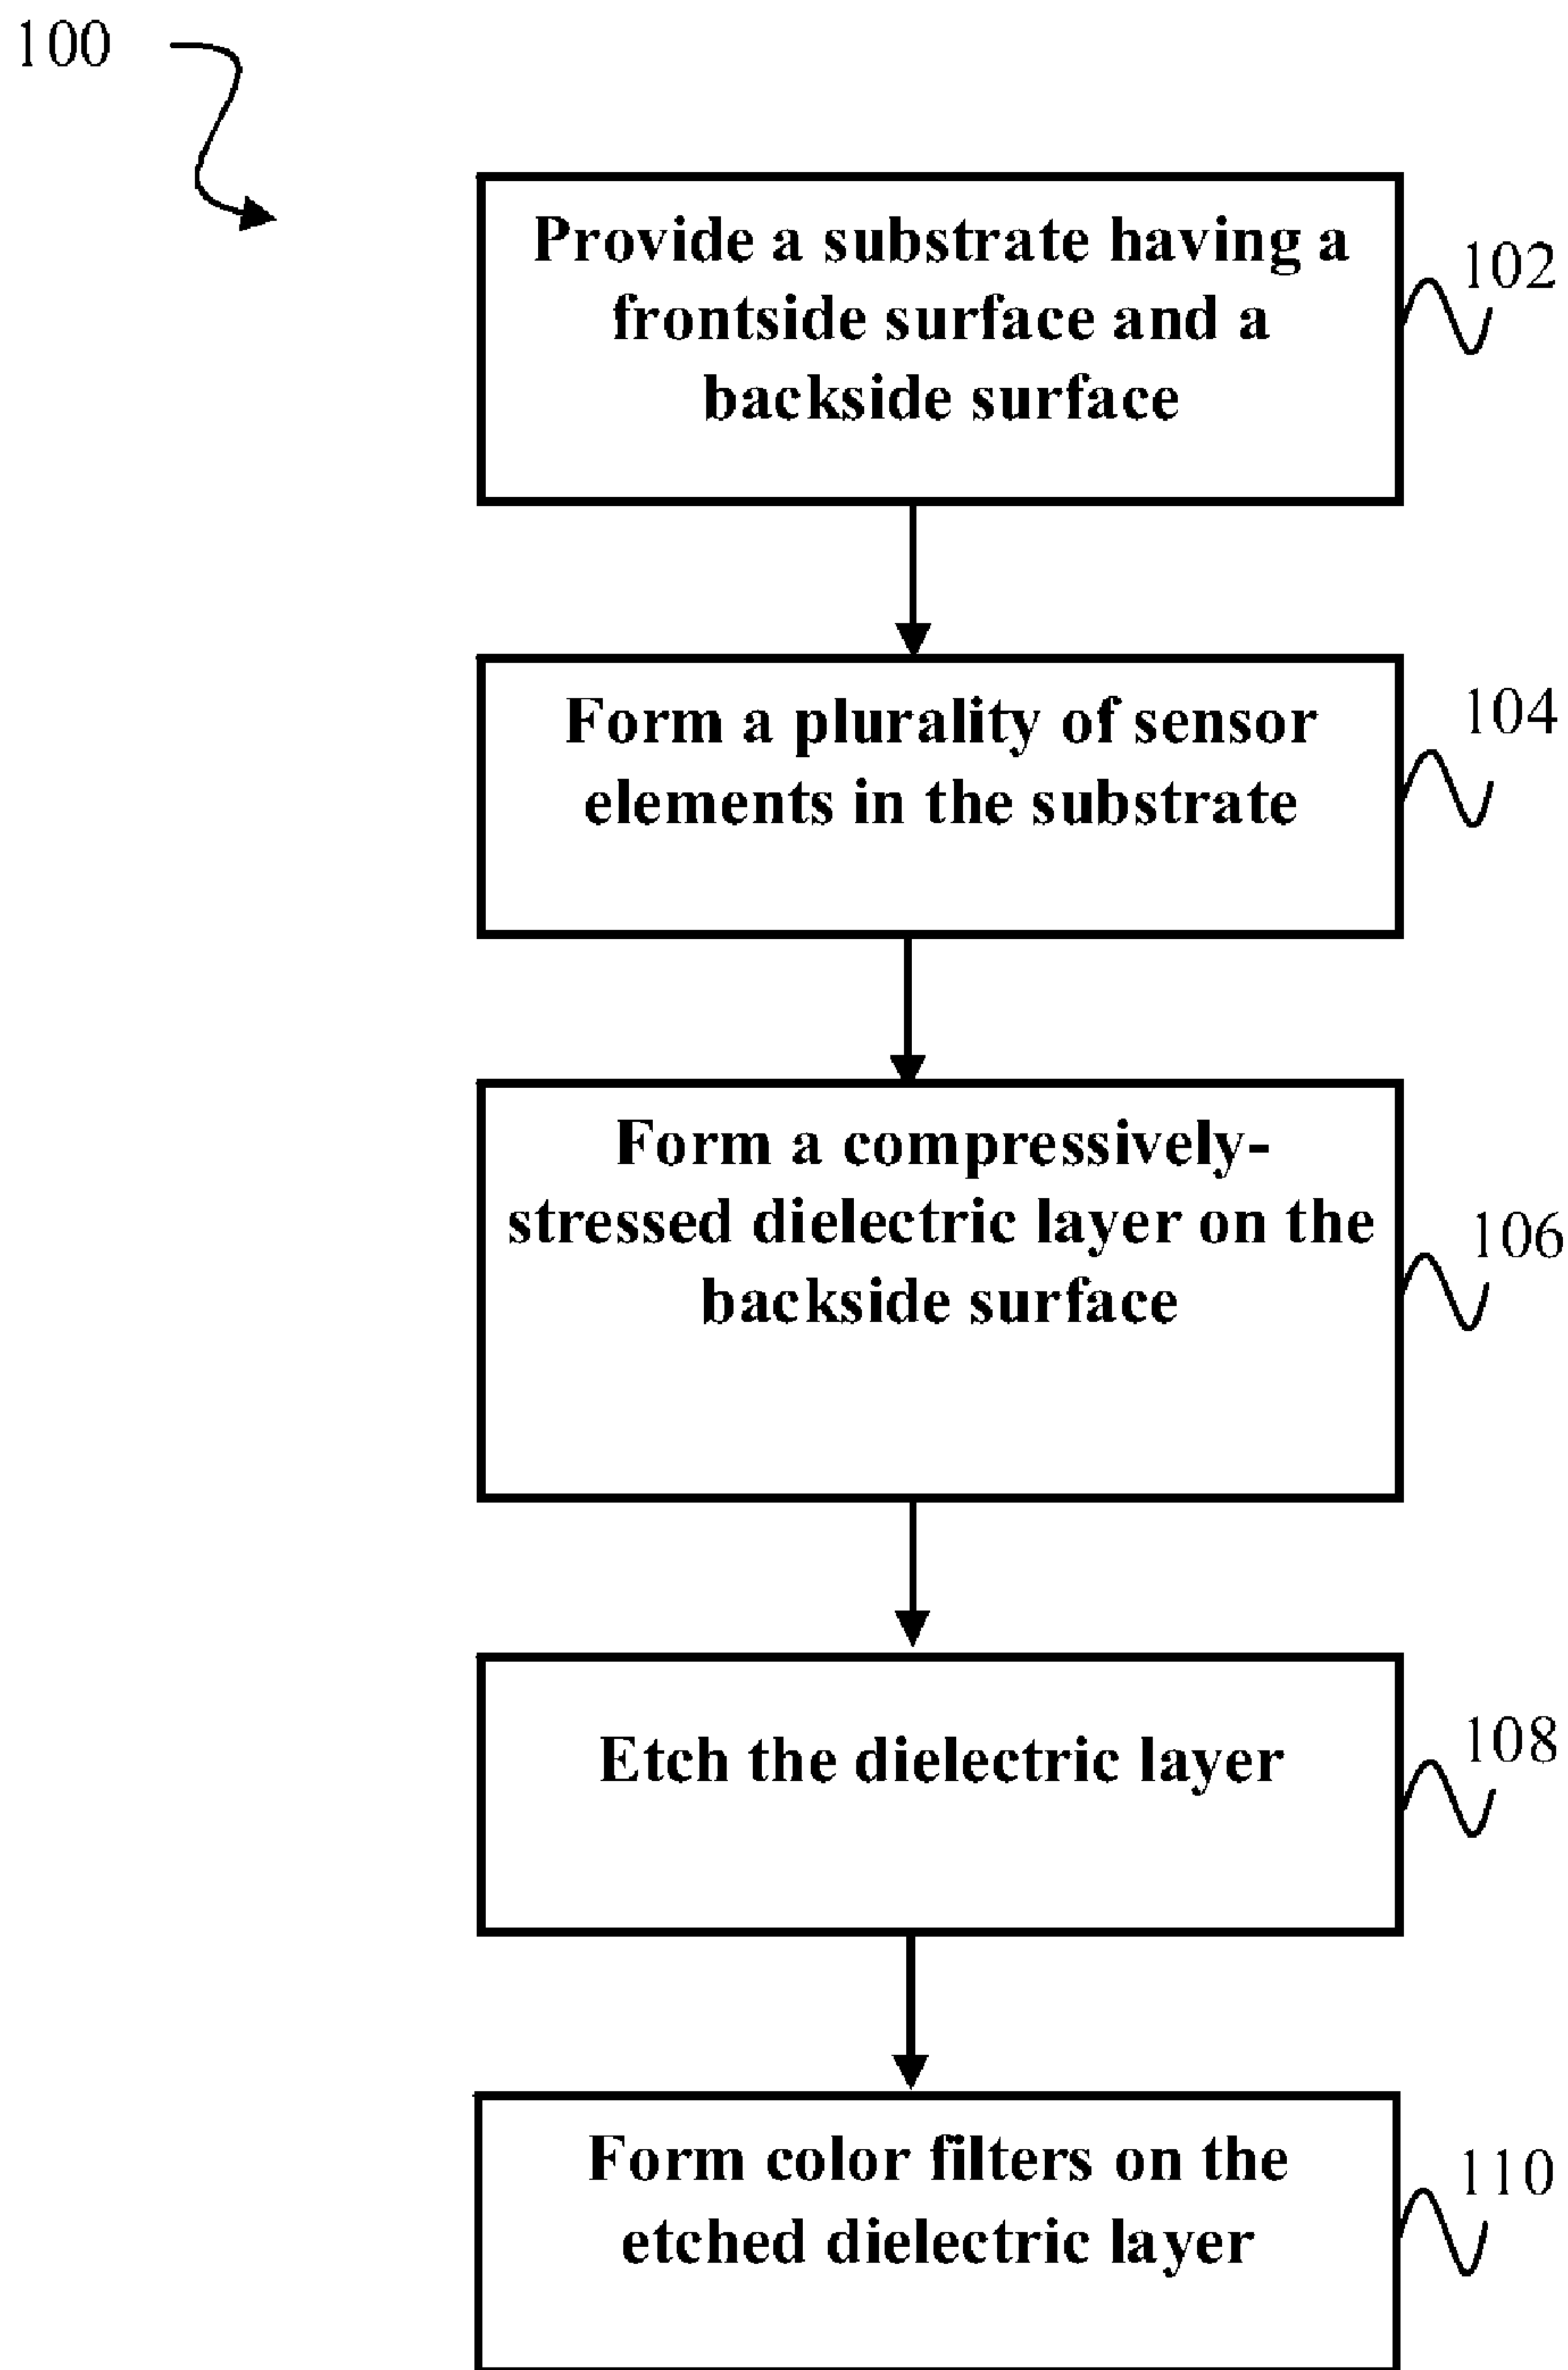 100
Provide a substrate having a
frontside surface and a
backside surface
102
Form a plurality of sensor
elements in the substrate
104
Form a compressively-
stressed dielectric layer on the
backside surface
106
Etch the dielectric layer
108
Form color filters on the
etched dielectric layer
110